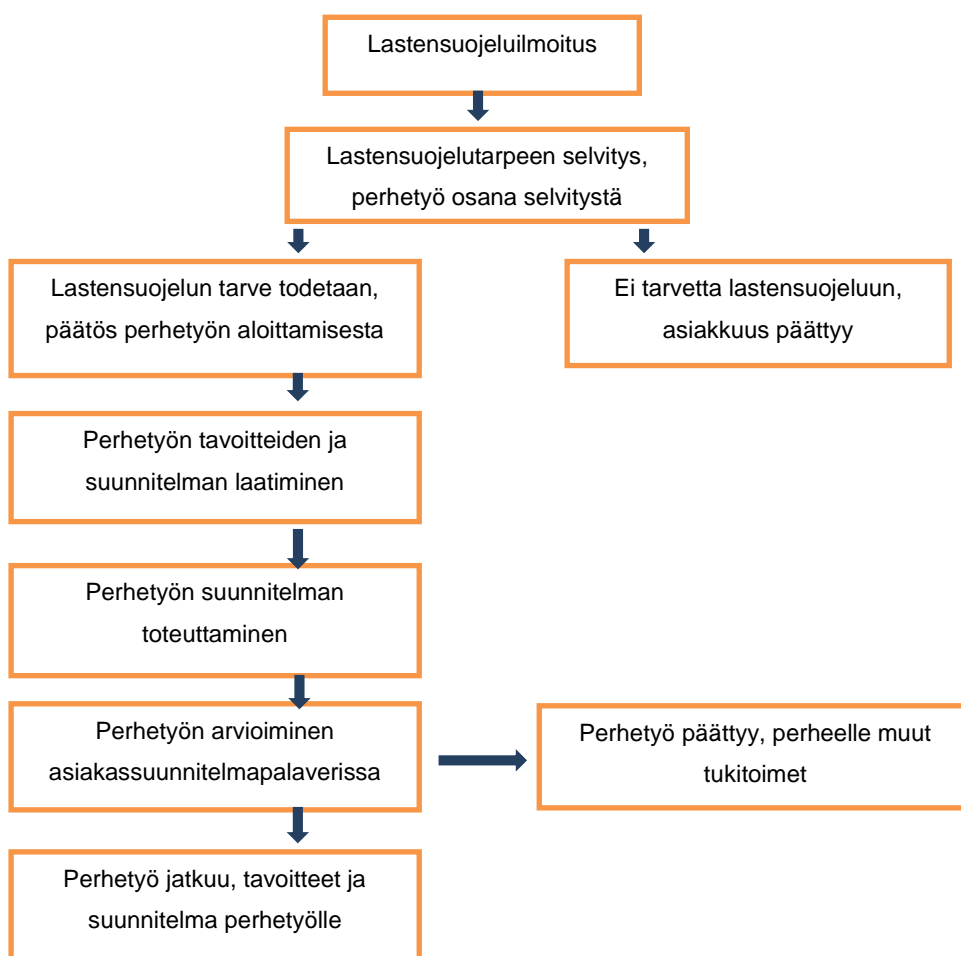 Lastensuojeluilmoitus
Lastensuojelutarpeen selvitys,
perhetyö osana selvitystä
Lastensuojelun tarve todetaan,
päätös perhetyön aloittamisesta
Ei tarvetta lastensuojeluun,
asiakkuus päättyy
Perhetyön tavoitteiden ja
suunnitelman laatiminen
Perhetyön suunnitelman
toteuttaminen
Perhetyön arvioiminen
asiakassuunnitelmapalaverissa
Perhetyö päättyy, perheelle muut
tukitoimet
Perhetyö jatkuu, tavoitteet ja
suunnitelma perhetyölle